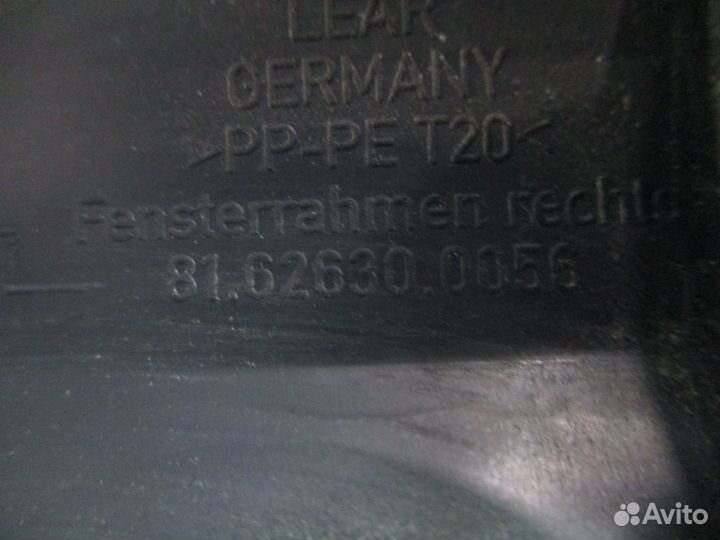 LEAR
GERMANY
>PP-PE T20<
Fensterrahmen rechts
81.62630.0056
Avito